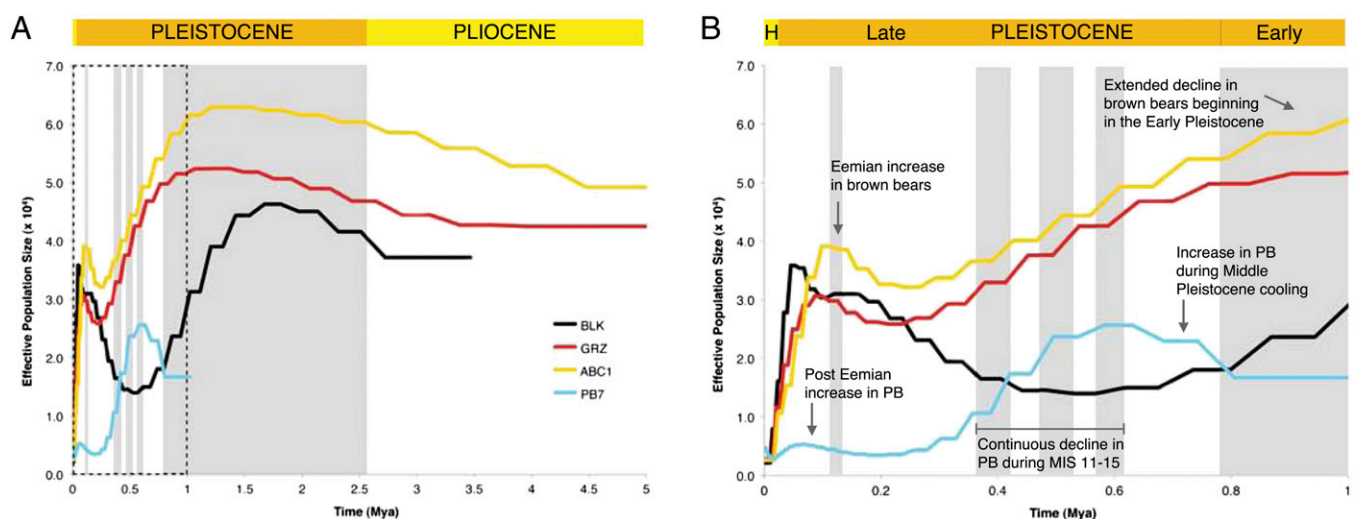 A
PLEISTOCENE
PLIOCENE
7.0
6.0
5.0
4.0
3.0
2.0
1.0
0.0
Effective Population Size (x 10⁴)
BLK
GRZ
ABC1
PB7
0
0.5
1
1.5
2
2.5
3
3.5
4
4.5
5
Time (Mya)
B
H
Late
PLEISTOCENE
Early
7.0
6.0
5.0
4.0
3.0
2.0
1.0
0.0
Effective Population Size (x 10⁴)
Extended decline in
brown bears beginning
in the Early Pleistocene
Eemian increase
in brown bears
Increase in PB
during Middle
Pleistocene cooling
Post Eemian
increase in PB
Continuous decline in
PB during MIS 11-15
0
0.2
0.4
0.6
0.8
1
Time (Mya)